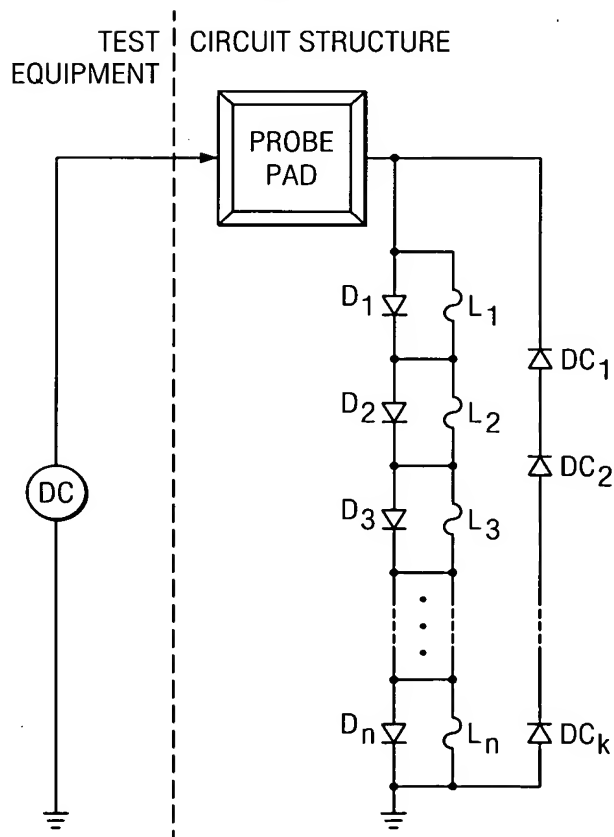 TEST
EQUIPMENT
CIRCUIT STRUCTURE
PROBE
PAD
D1
L1
DC1
D2
L2
DC2
DC
D3
L3
Dn
Ln
DCk